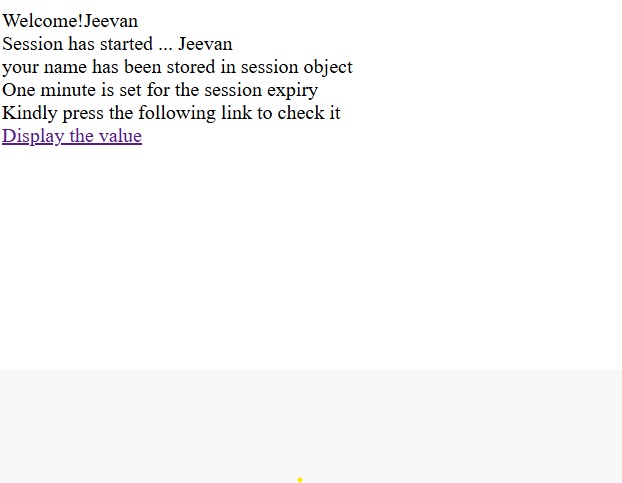 Welcome!Jeevan
Session has started ... Jeevan
your name has been stored in session object
One minute is set for the session expiry
Kindly press the following link to check it
Display the value